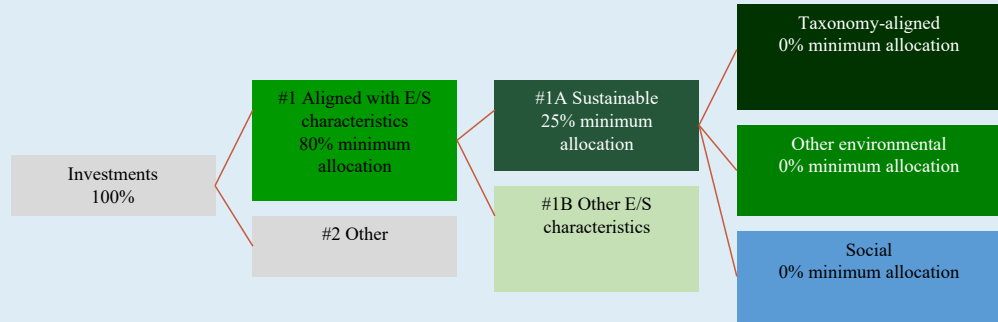 Investments
100%
#1 Aligned with E/S
characteristics
80% minimum
allocation
#2 Other
#1A Sustainable
25% minimum
allocation
#1B Other E/S
characteristics
Taxonomy-aligned
0% minimum allocation
Other environmental
0% minimum allocation
Social
0% minimum allocation